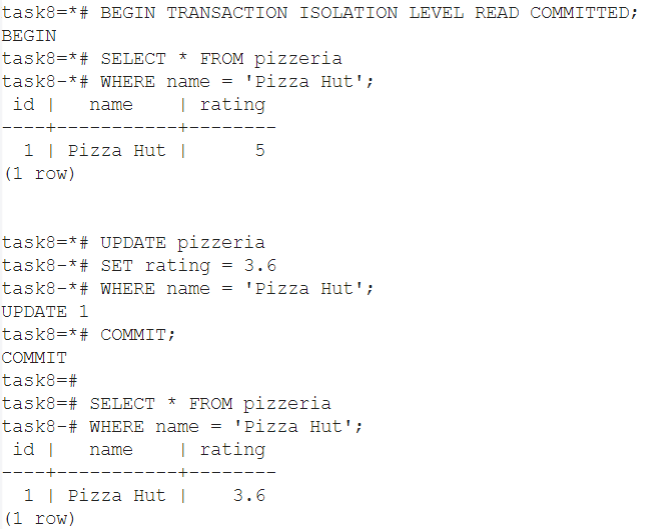 task8=*# BEGIN TRANSACTION ISOLATION LEVEL READ COMMITTED;
BEGIN
task8=*# SELECT * FROM pizzeria
task8-*# WHERE name = 'Pizza Hut';
 id |   name    | rating
----+-----------+--------
  1 | Pizza Hut |      5
(1 row)

task8=*# UPDATE pizzeria
task8-*# SET rating = 3.6
task8-*# WHERE name = 'Pizza Hut';
UPDATE 1
task8=*# COMMIT;
COMMIT
task8=#
task8=# SELECT * FROM pizzeria
task8-# WHERE name = 'Pizza Hut';
 id |   name    | rating
----+-----------+--------
  1 | Pizza Hut |    3.6
(1 row)